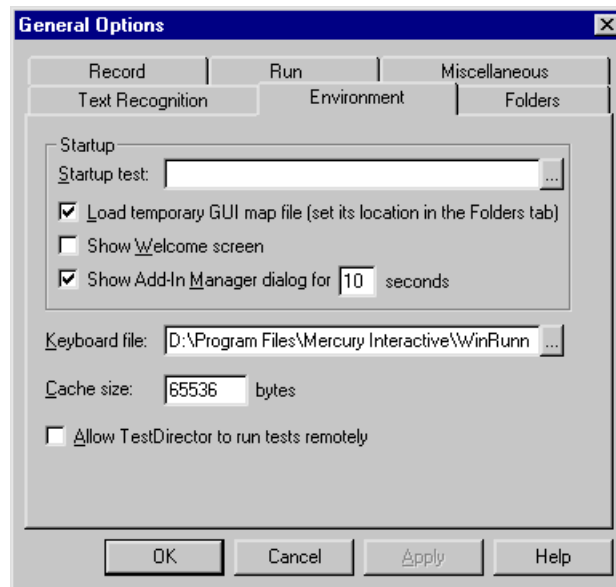 General Options
Record Run Miscellaneous
Text Recognition Environment Folders
Startup
Startup test: ...
Load temporary GUI map file (set its location in the Folders tab)
Show Welcome screen
Show Add-In Manager dialog for 10 seconds
Keyboard file: D:\Program Files\Mercury Interactive\WinRunn ...
Cache size: 65536 bytes
Allow TestDirector to run tests remotely
OK Cancel Apply Help